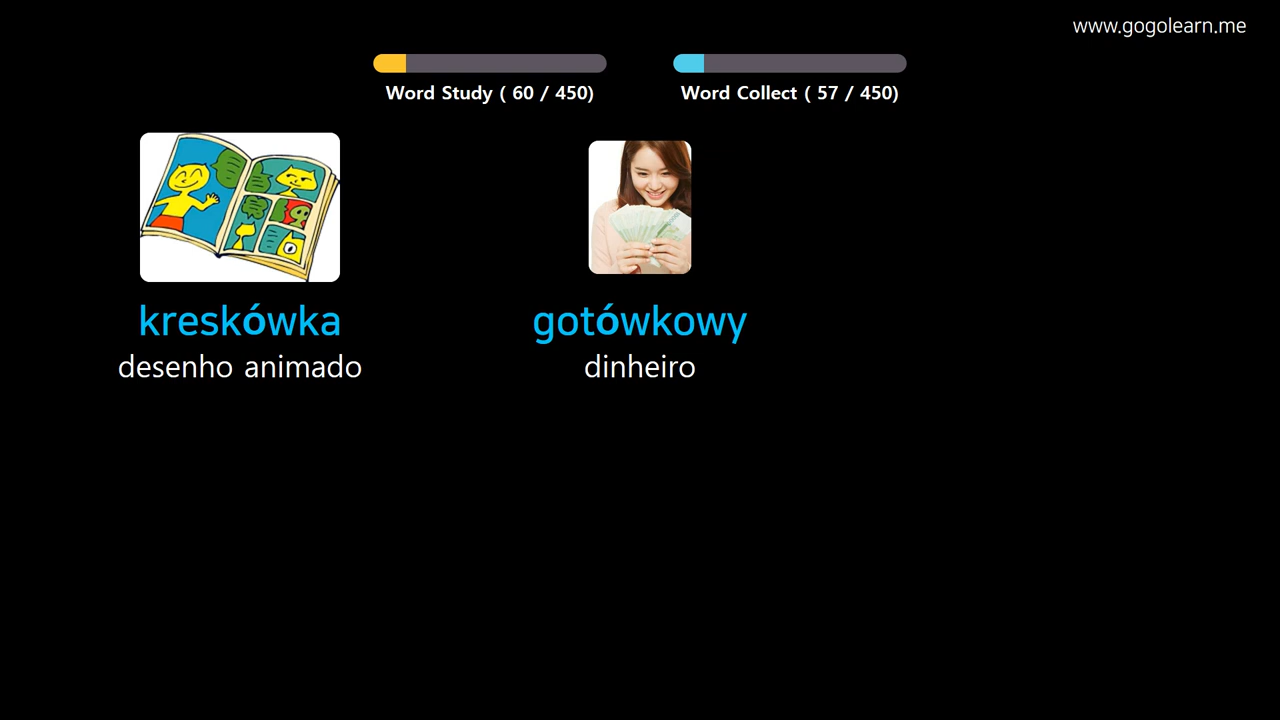 www.gogolearn.me
Word Study ( 60 / 450)
Word Collect ( 57 / 450)
kreskówka
desenho animado
gotówkowy
dinheiro